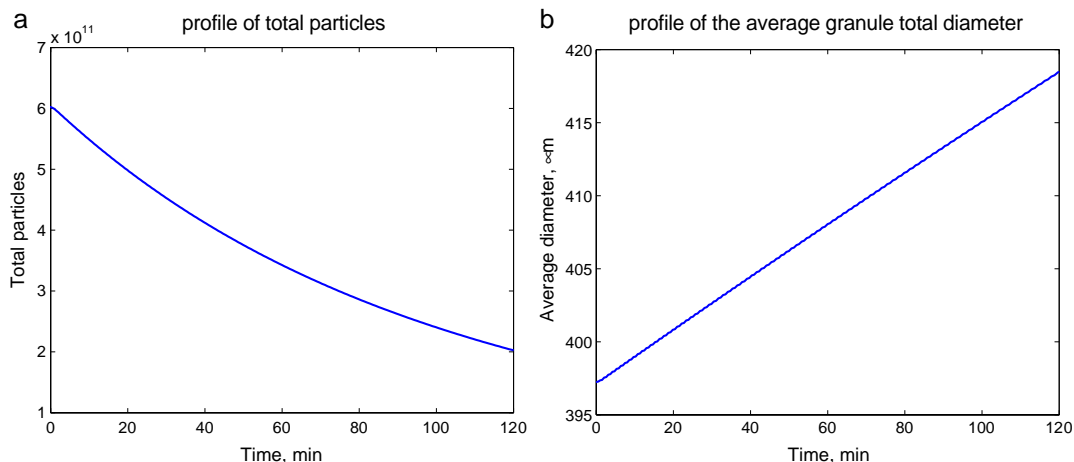 a
profile of total particles
7 x 10^11
6
5
4
3
2
1
Total particles
0 20 40 60 80 100 120
Time, min
b
profile of the average granule total diameter
420
415
410
405
400
395
Average diameter, ∝m
0 20 40 60 80 100 120
Time, min